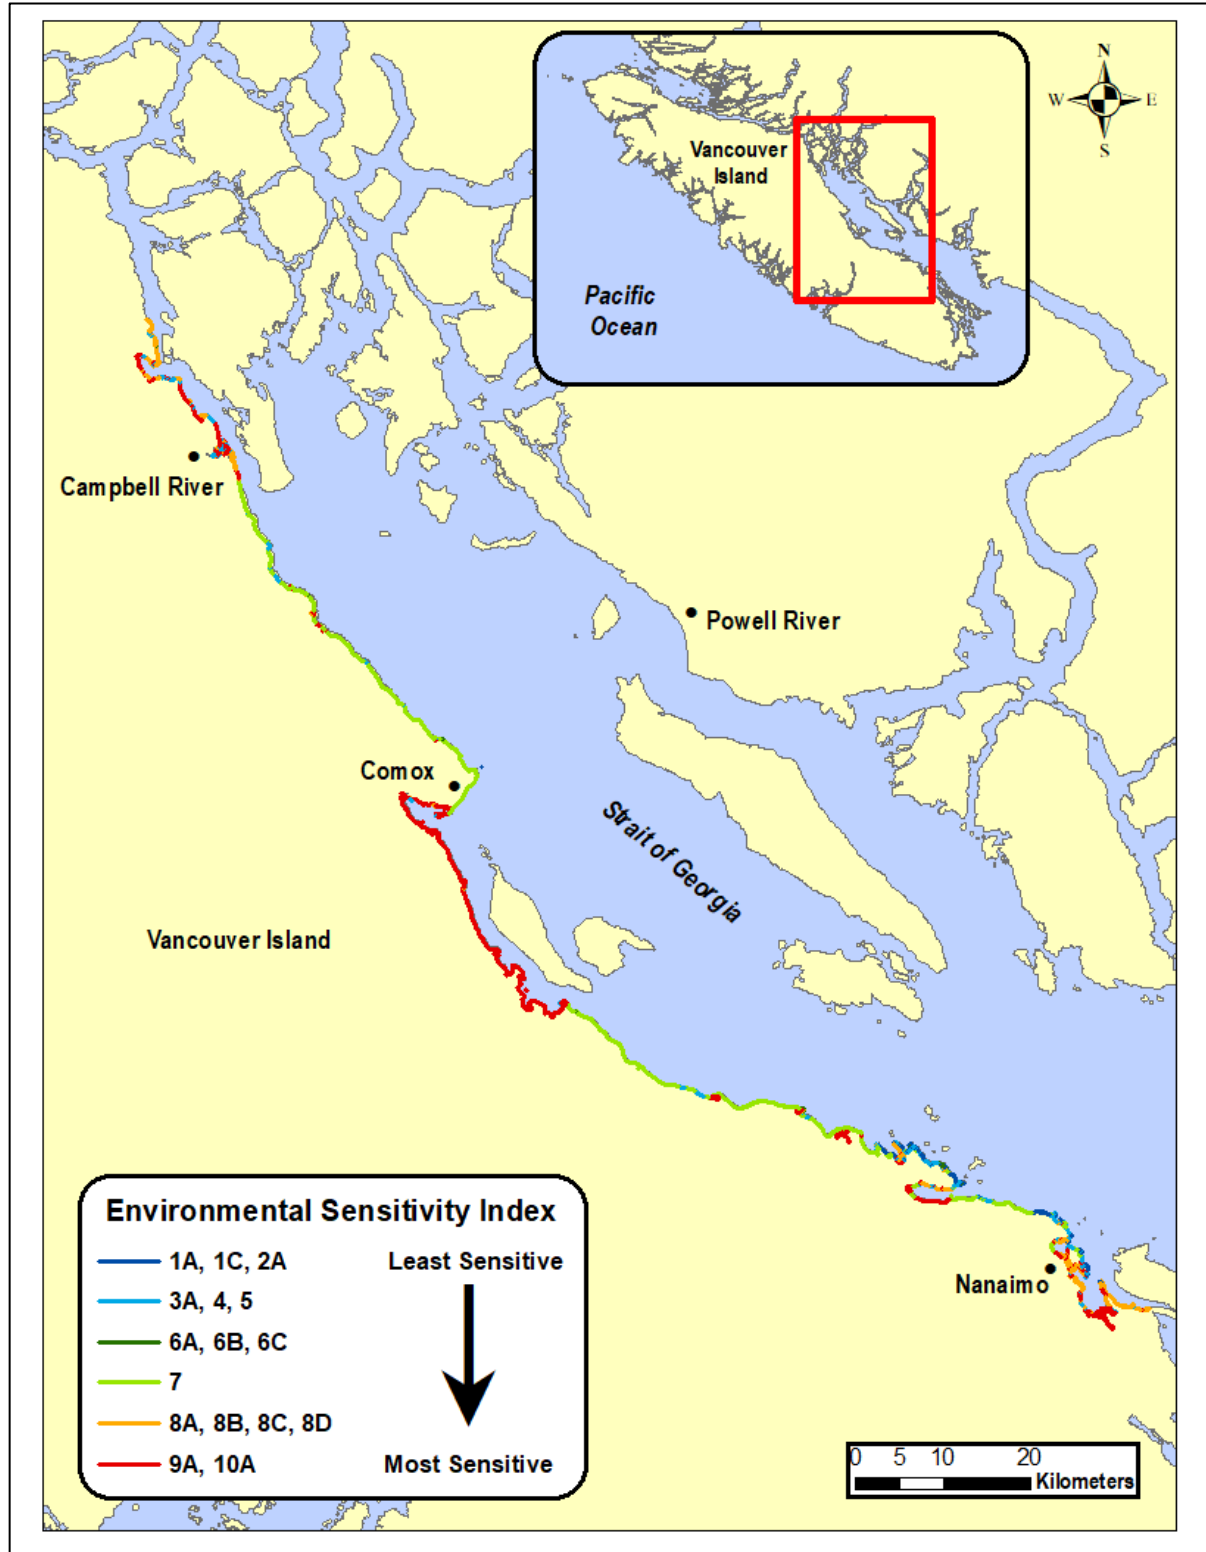 N
W E
S
Vancouver
Island
Pacific
Ocean
Campbell River
Powell River
Comox
Strait of Georgia
Vancouver Island
Nanaimo
Environmental Sensitivity Index
1A, 1C, 2A Least Sensitive
3A, 4, 5
6A, 6B, 6C
7
8A, 8B, 8C, 8D
9A, 10A Most Sensitive
0 5 10 20
Kilometers